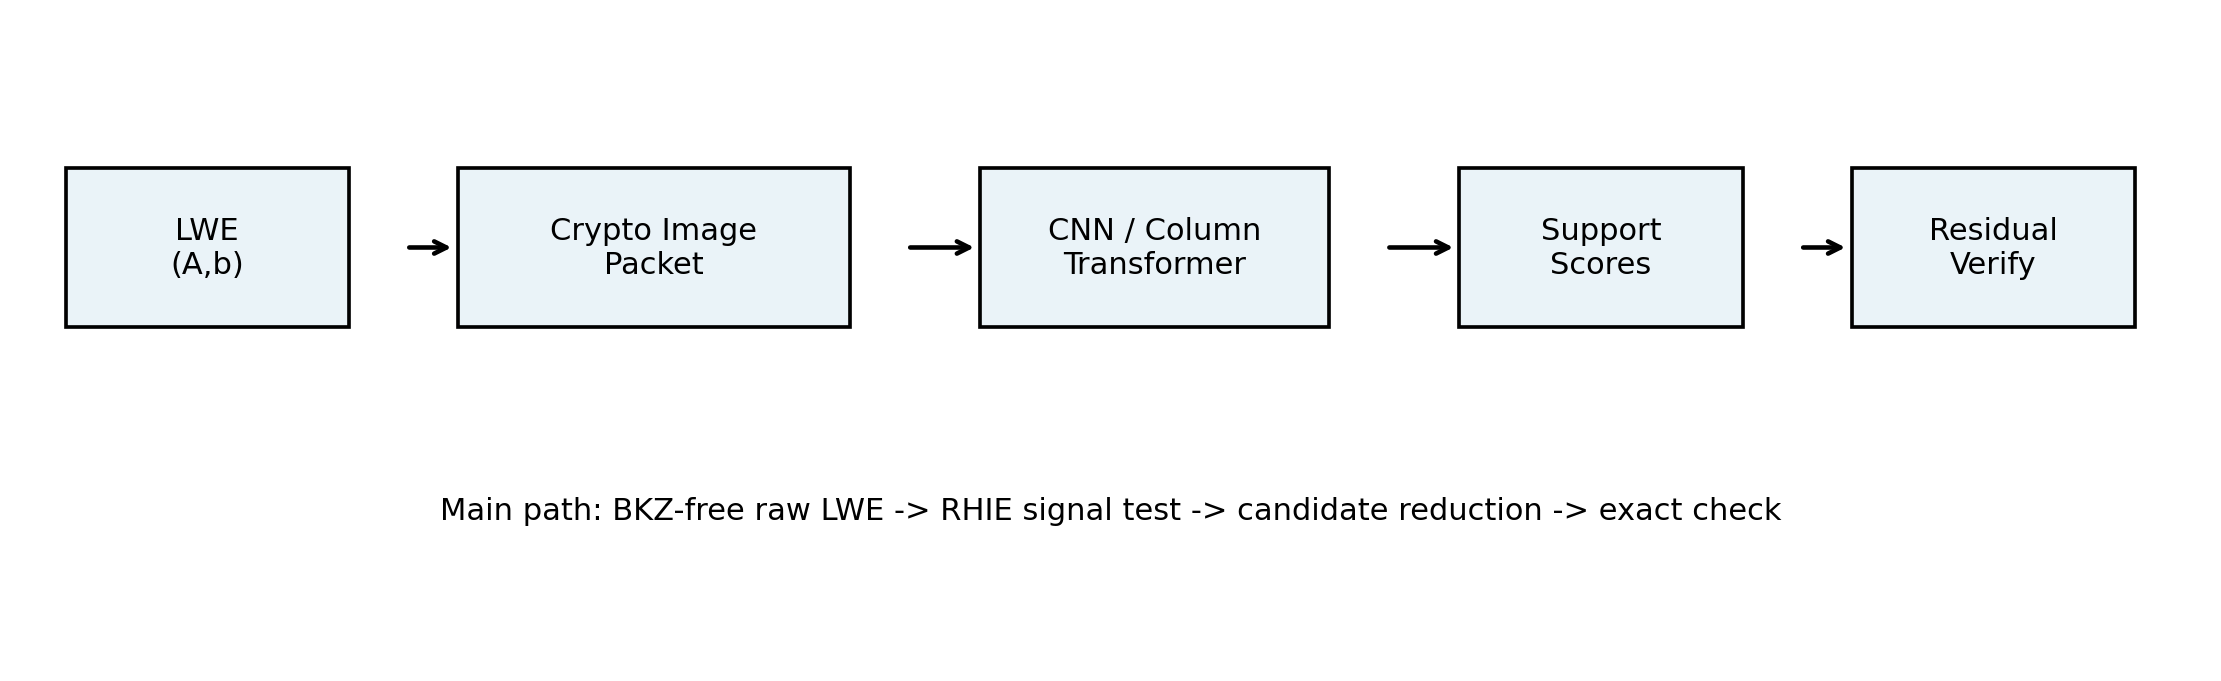 LWE
(A,b)
Crypto Image
Packet
CNN / Column
Transformer
Support
Scores
Residual
Verify
Main path: BKZ-free raw LWE -> RHIE signal test -> candidate reduction -> exact check